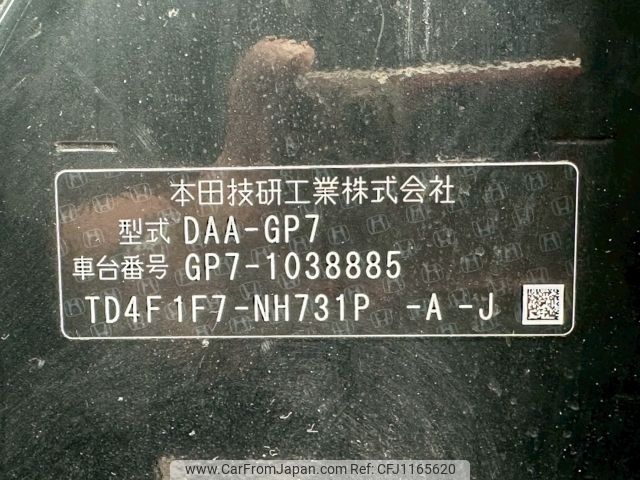 本田技研工業株式会社
型式 DAA-GP7
車台番号 GP7-1038885
TD4F1F7-NH731P -A -J
www.CarFromJapan.com Ref: CFJ1165620